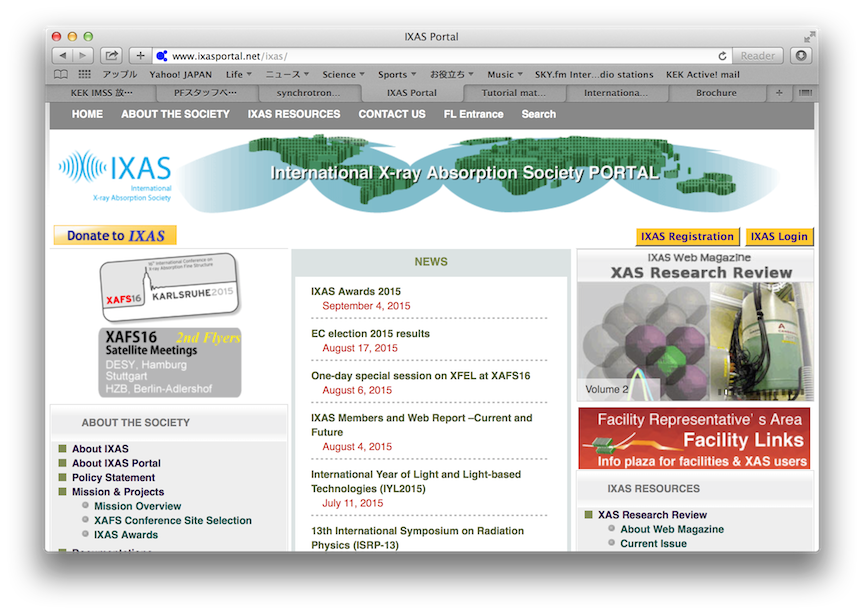 IXAS Portal
www.ixasportal.net/ixas/
Reader
アップル Yahoo! JAPAN Life ニュース Science Sports お役立ち Music SKY.fm Inter...dio stations KEK Active! mail
KEK IMSS 放… PFスタッフペ… synchrotron... IXAS Portal Tutorial mat... Internationa... Brochure
HOME ABOUT THE SOCIETY IXAS RESOURCES CONTACT US FL Entrance Search
IXAS
International
X-ray Absorption Society
International X-ray Absorption Society PORTAL
Donate to IXAS
IXAS Registration IXAS Login
16th International Conference on
X-ray Absorption Fine Structure
XAFS16 KARLSRUHE2015
XAFS16 2nd Flyers
Satellite Meetings
DESY, Hamburg
Stuttgart
HZB, Berlin-Adlershof
ABOUT THE SOCIETY
About IXAS
About IXAS Portal
Policy Statement
Mission & Projects
Mission Overview
XAFS Conference Site Selection
IXAS Awards
NEWS
IXAS Awards 2015
September 4, 2015
EC election 2015 results
August 17, 2015
One-day special session on XFEL at XAFS16
August 6, 2015
IXAS Members and Web Report –Current and
Future
August 4, 2015
International Year of Light and Light-based
Technologies (IYL2015)
July 11, 2015
13th International Symposium on Radiation
Physics (ISRP-13)
IXAS Web Magazine
XAS Research Review
Volume 2
Facility Representative's Area
Facility Links
Info plaza for facilities & XAS users
IXAS RESOURCES
XAS Research Review
About Web Magazine
Current Issue